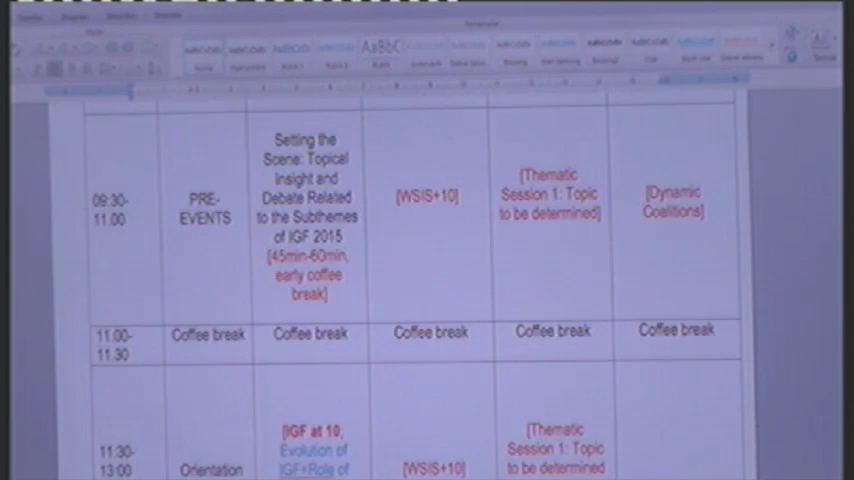 09:30-
11.00
PRE-
EVENTS
Setting the
Scene: Topical
Insight and
Debate Related
to the Subthemes
of IGF 2015
[45min-60min,
early coffee
break]
[WSIS+10]
[Thematic
Session 1: Topic
to be determined]
[Dynamic
Coalitions]
11.00-
11.30
Coffee break
Coffee break
Coffee break
Coffee break
Coffee break
11:30-
13:00
Orientation
[IGF at 10;
Evolution of
IGF+Role of
[WSIS+10]
[Thematic
Session 1: Topic
to be determined